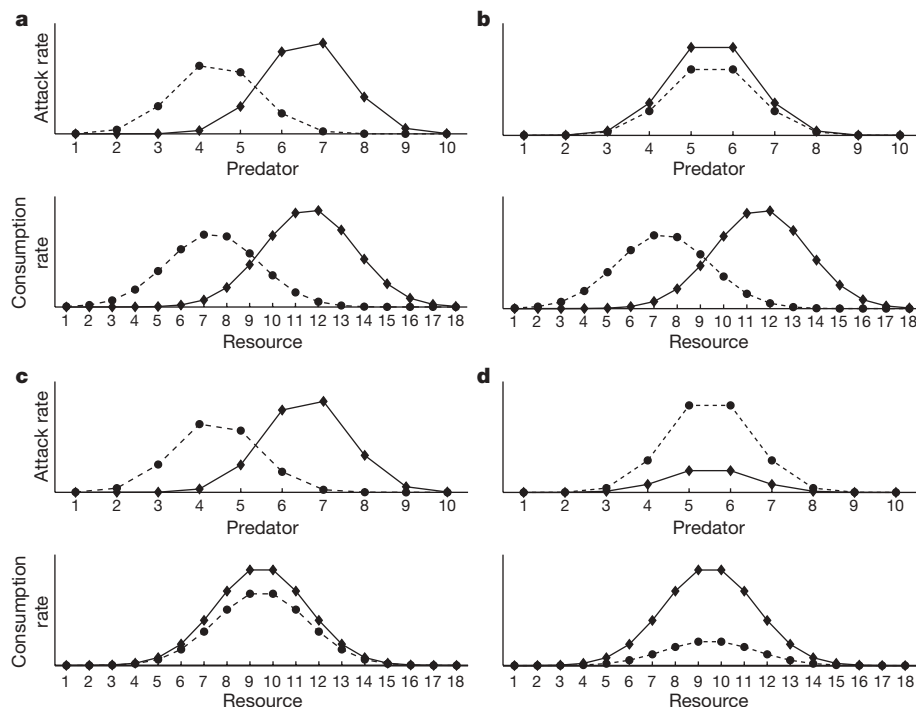 a
Attack rate
1 2 3 4 5 6 7 8 9 10
Predator
Consumption
rate
1 2 3 4 5 6 7 8 9 10 11 12 13 14 15 16 17 18
Resource
b
1 2 3 4 5 6 7 8 9 10
Predator
1 2 3 4 5 6 7 8 9 10 11 12 13 14 15 16 17 18
Resource
c
Attack rate
1 2 3 4 5 6 7 8 9 10
Predator
Consumption
rate
1 2 3 4 5 6 7 8 9 10 11 12 13 14 15 16 17 18
Resource
d
1 2 3 4 5 6 7 8 9 10
Predator
1 2 3 4 5 6 7 8 9 10 11 12 13 14 15 16 17 18
Resource